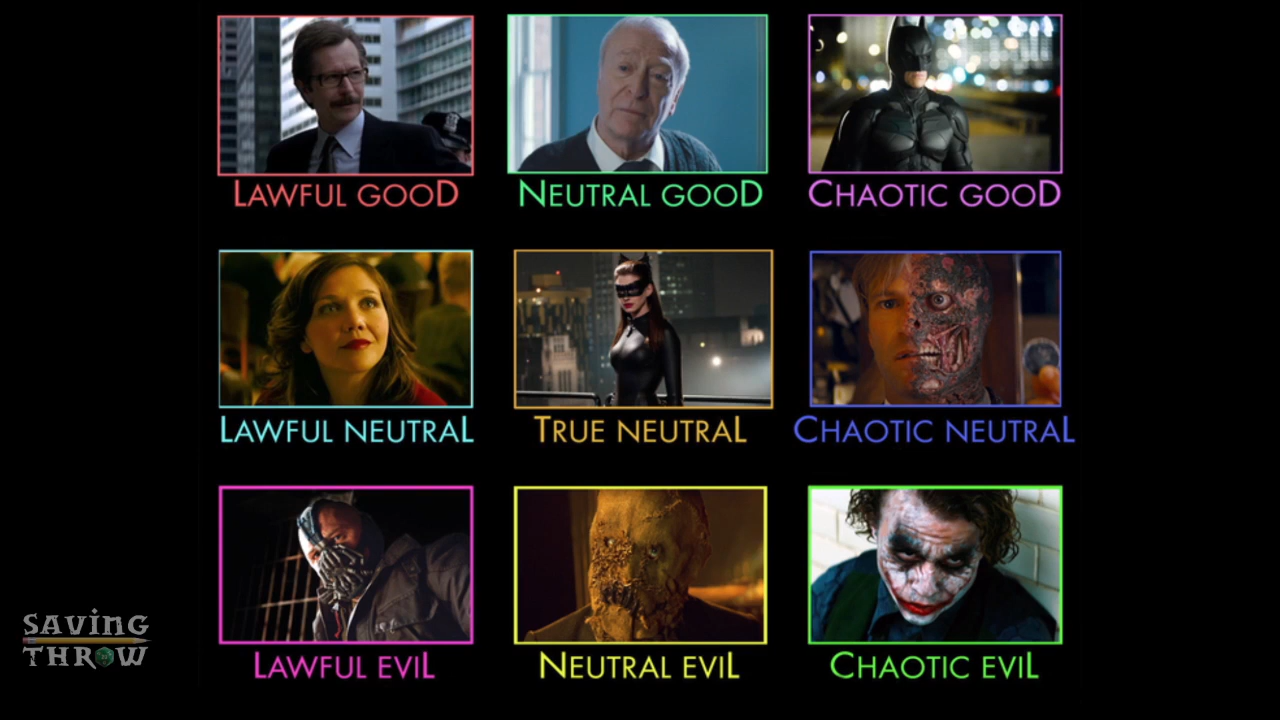 LAWFUL GOOD
NEUTRAL GOOD
CHAOTIC GOOD
LAWFUL NEUTRAL
TRUE NEUTRAL
CHAOTIC NEUTRAL
LAWFUL EVIL
NEUTRAL EVIL
CHAOTIC EVIL
SAVING
THROW